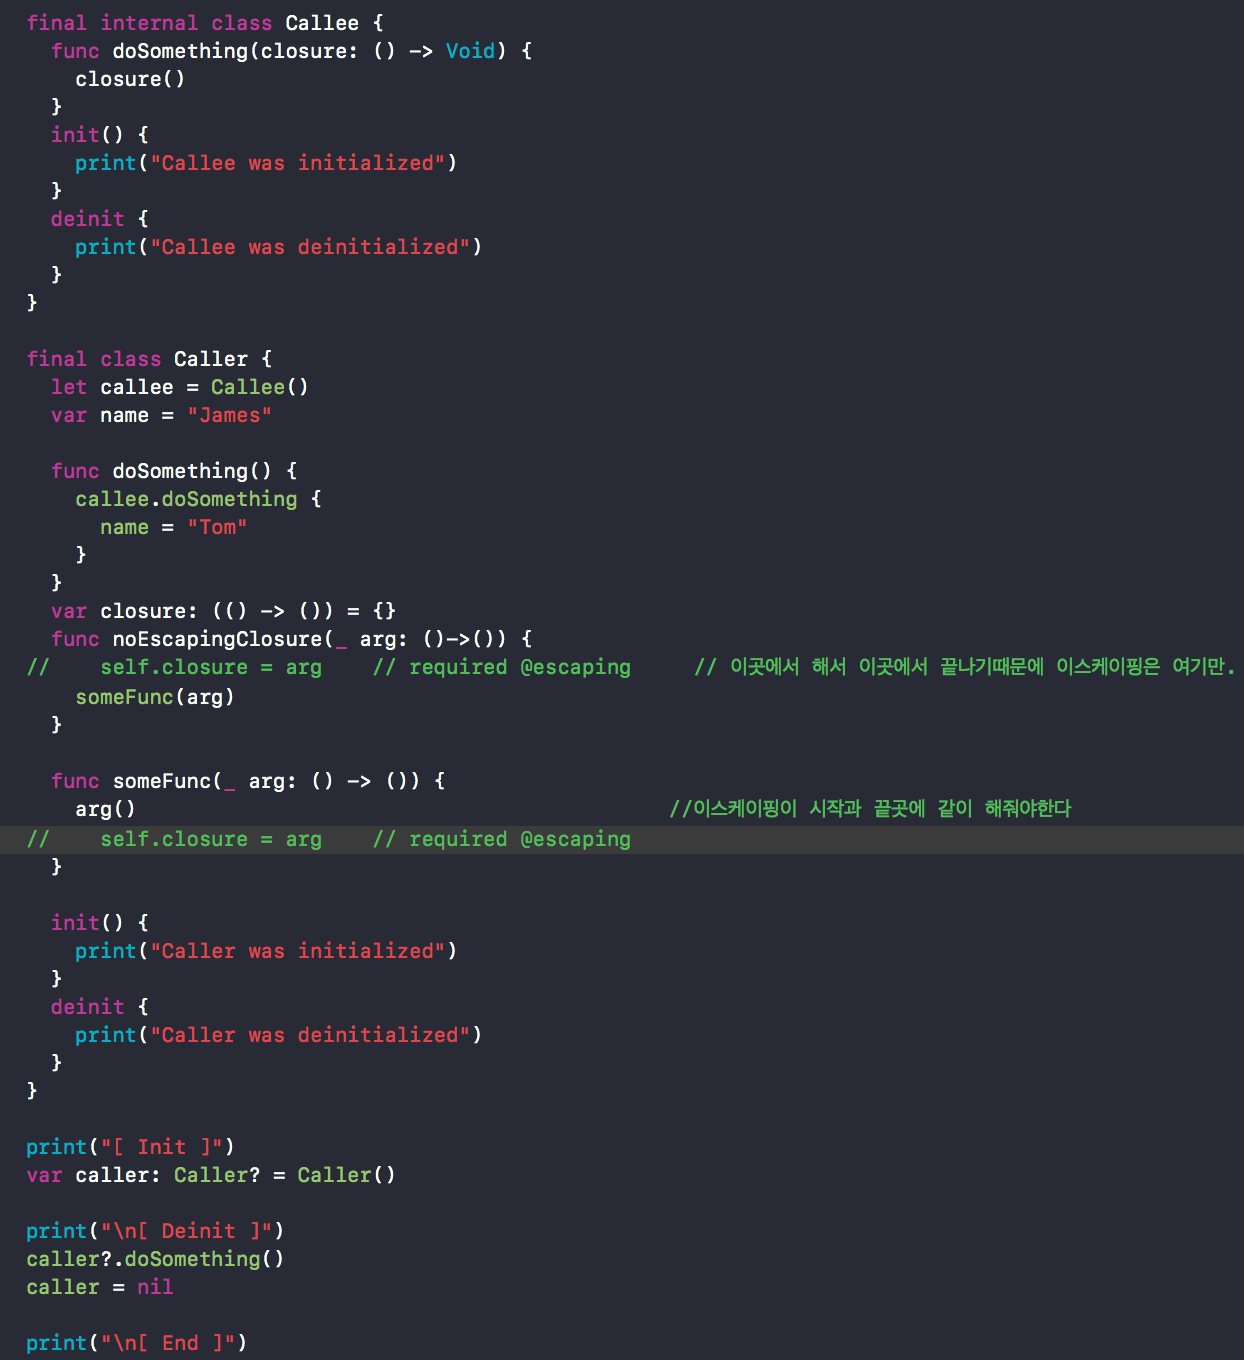 final internal class Callee {
  func doSomething(closure: () -> Void) {
    closure()
  }
  init() {
    print("Callee was initialized")
  }
  deinit {
    print("Callee was deinitialized")
  }
}

final class Caller {
  let callee = Callee()
  var name = "James"

  func doSomething() {
    callee.doSomething {
      name = "Tom"
    }
  }
  var closure: (() -> ()) = {}
  func noEscapingClosure(_ arg: ()->()) {
//    self.closure = arg    // required @escaping     // 이곳에서 해서 이곳에서 끝나기때문에 이스케이핑은 여기만.
    someFunc(arg)
  }

  func someFunc(_ arg: () -> ()) {
    arg()                                            //이스케이핑이 시작과 끝곳에 같이 해줘야한다
//    self.closure = arg    // required @escaping
  }

  init() {
    print("Caller was initialized")
  }
  deinit {
    print("Caller was deinitialized")
  }
}

print("[ Init ]")
var caller: Caller? = Caller()

print("\n[ Deinit ]")
caller?.doSomething()
caller = nil

print("\n[ End ]")